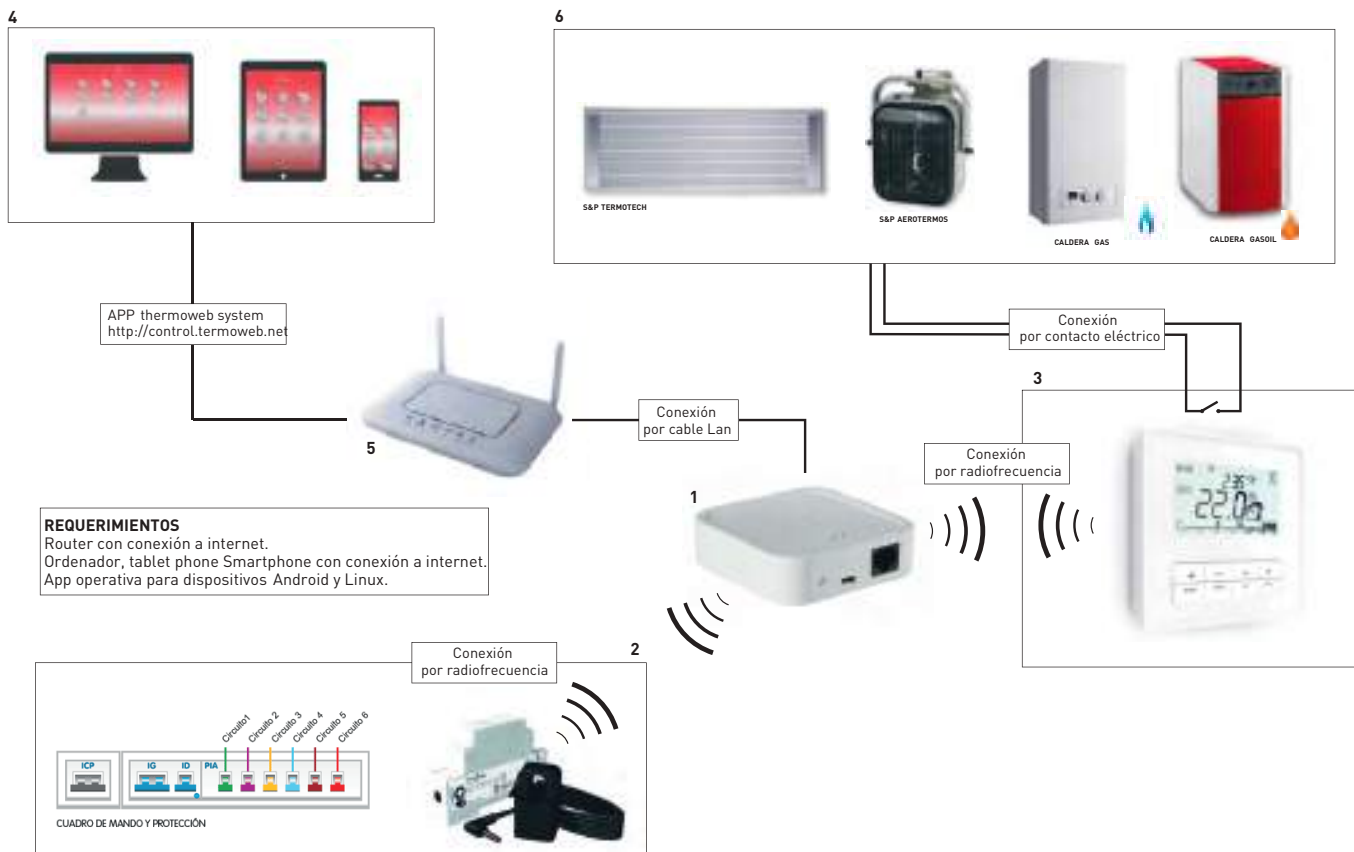 4
6
S&P TERMOTECH
S&P AEROTERMOS
CALDERA GAS
CALDERA GASOIL
APP thermoweb system
http://control.termoweb.net
Conexión
por contacto eléctrico
3
5
Conexión
por cable Lan
Conexión
por radiofrecuencia
1
22.0
REQUERIMIENTOS
Router con conexión a internet.
Ordenador, tablet phone Smartphone con conexión a internet.
App operativa para dispositivos Android y Linux.
2
Conexión
por radiofrecuencia
Circuito1
Circuito 2
Circuito 3
Circuito 4
Circuito 5
Circuito 6
ICP
IG
ID
PIA
CUADRO DE MANDO Y PROTECCIÓN